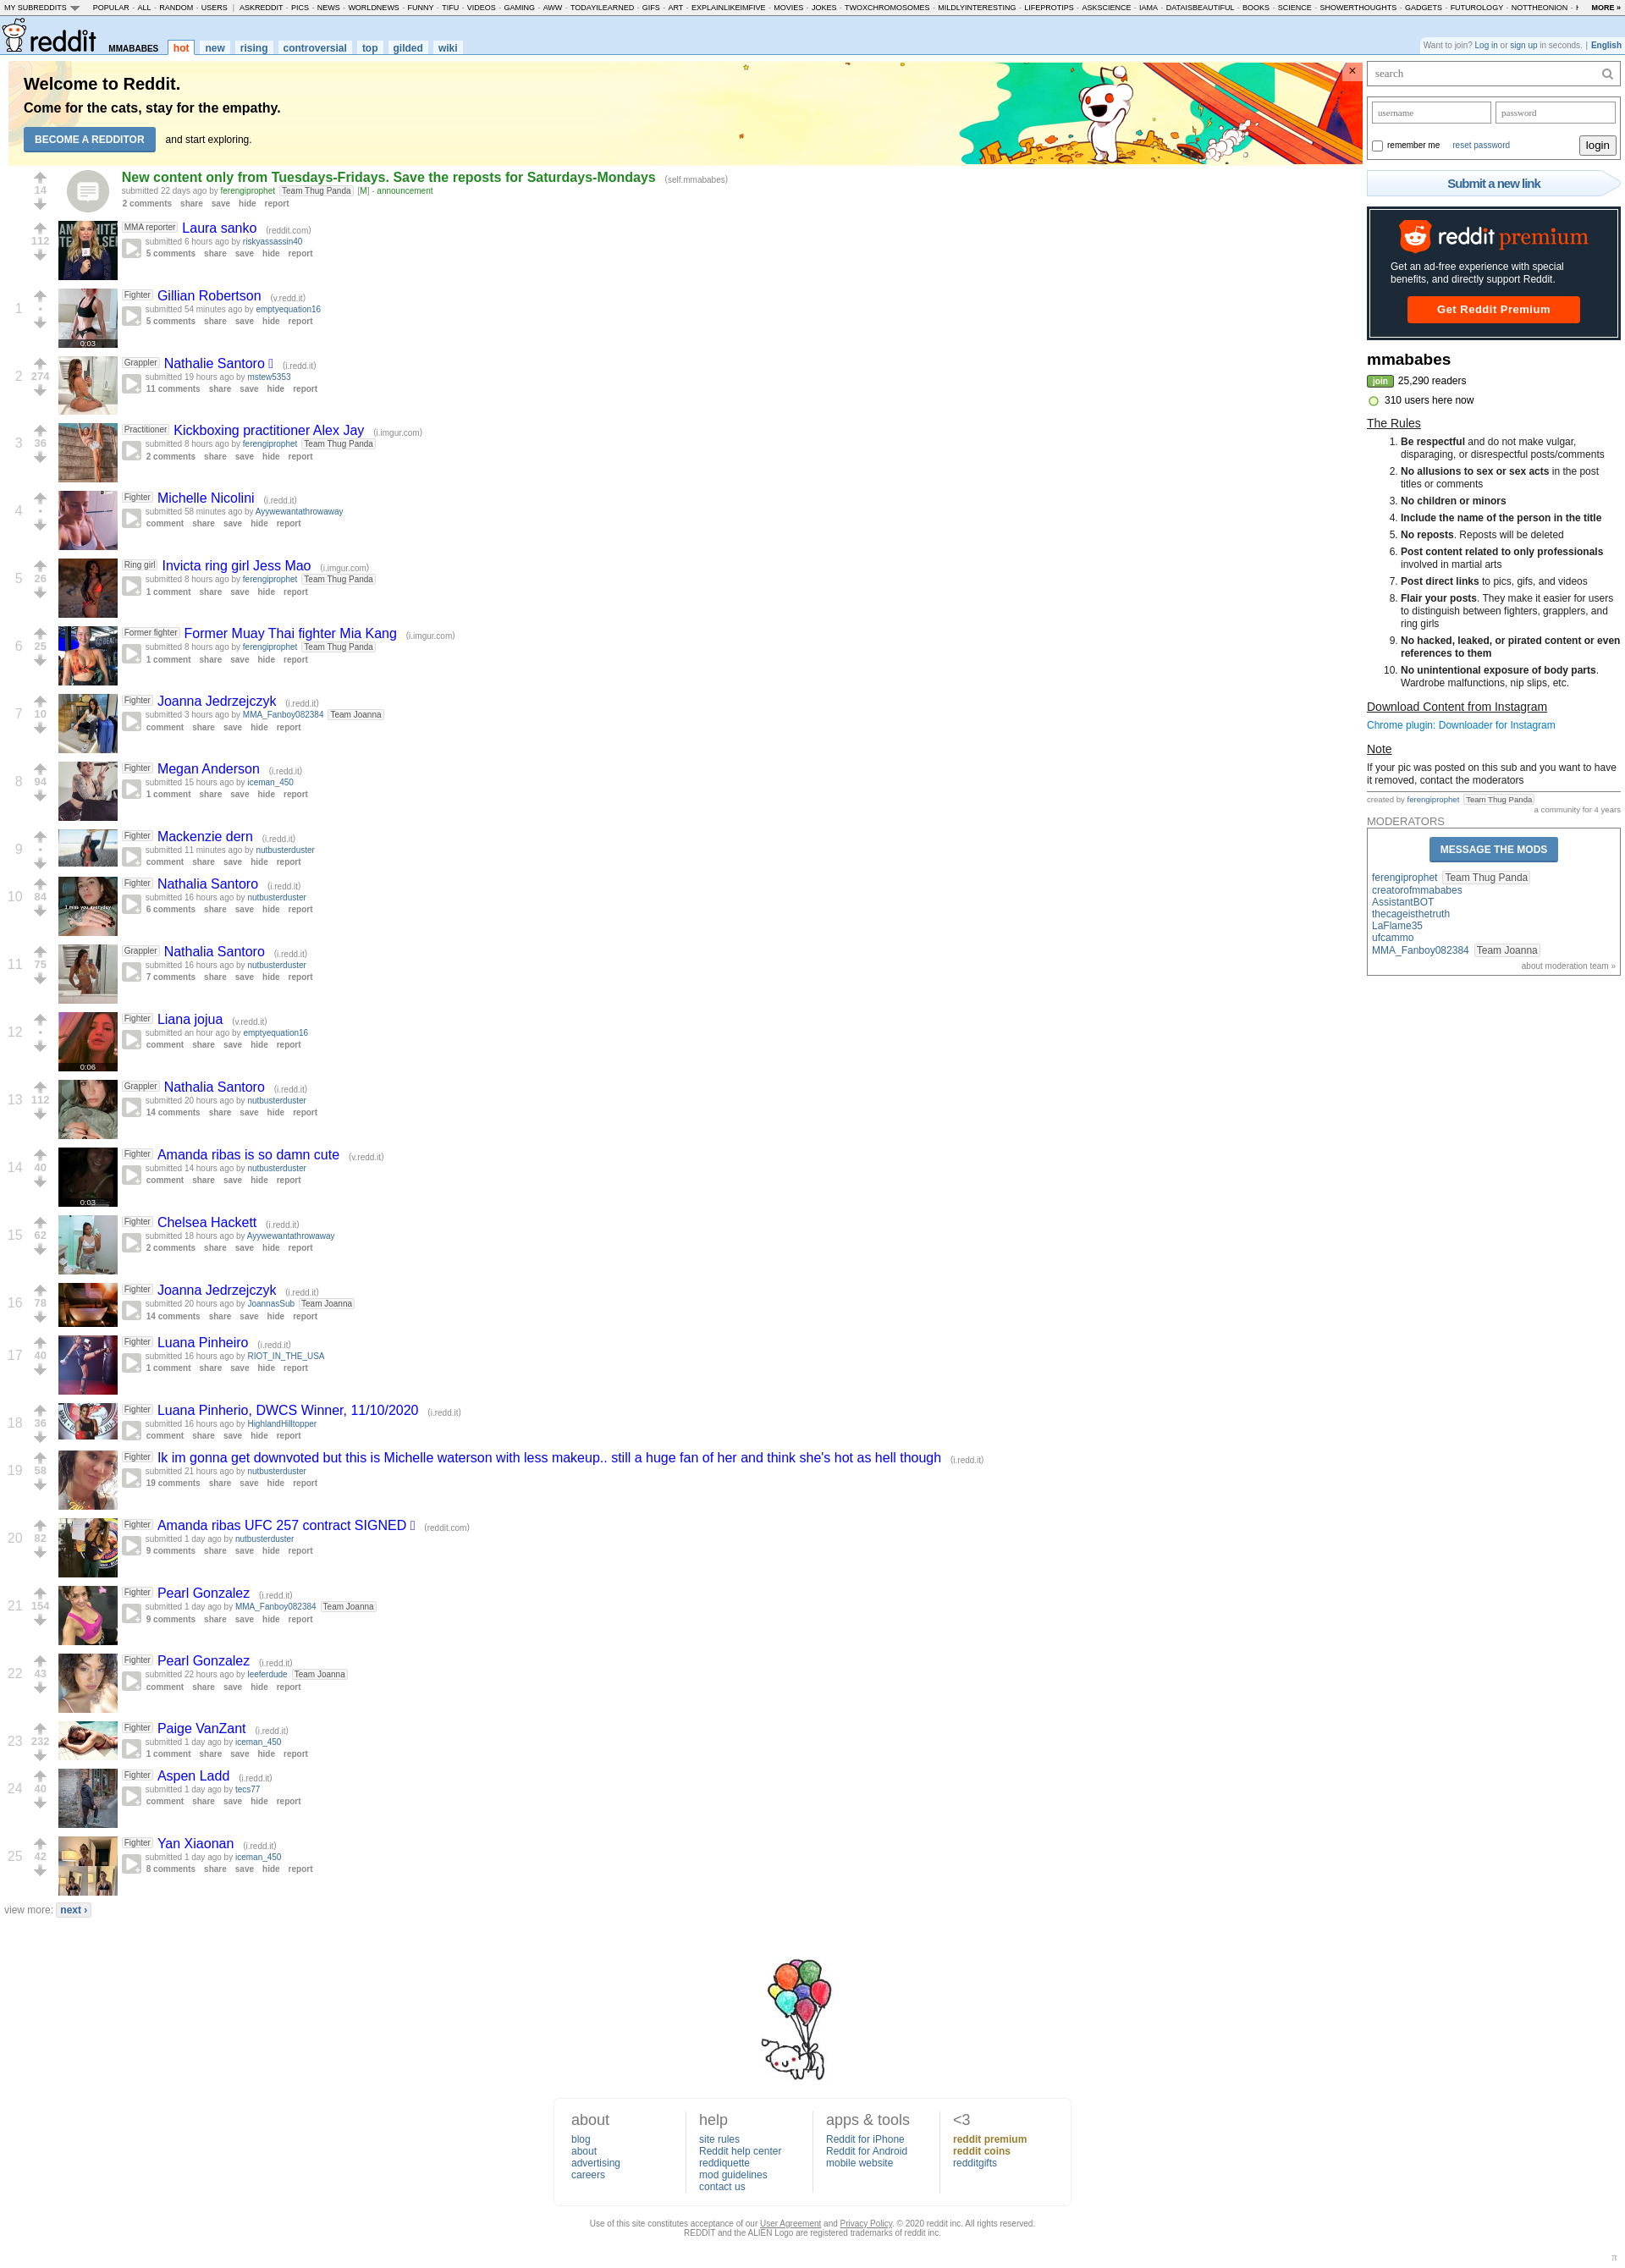 MY SUBREDDITS POPULAR - ALL - RANDOM - USERS | ASKREDDIT - PICS - NEWS - WORLDNEWS - FUNNY - TIFU - VIDEOS - GAMING - AWW - TODAYILEARNED - GIFS - ART - EXPLAINLIKEIMFIVE - MOVIES - JOKES - TWOXCHROMOSOMES - MILDLYINTERESTING - LIFEPROTIPS - ASKSCIENCE - IAMA - DATAISBEAUTIFUL - BOOKS - SCIENCE - SHOWERTHOUGHTS - GADGETS - FUTUROLOGY - NOTTHEONION - MORE »
reddit MMABABES hot new rising controversial top gilded wiki
Want to join? Log in or sign up in seconds. | English
Welcome to Reddit.
Come for the cats, stay for the empathy.
BECOME A REDDITOR and start exploring.
×
14
New content only from Tuesdays-Fridays. Save the reposts for Saturdays-Mondays (self.mmababes)
submitted 22 days ago by ferengiprophet Team Thug Panda [M] - announcement
2 comments share save hide report
112
MMA reporter Laura sanko (reddit.com)
submitted 6 hours ago by riskyassassin40
5 comments share save hide report
1 •
0:03
Fighter Gillian Robertson (v.redd.it)
submitted 54 minutes ago by emptyequation16
5 comments share save hide report
2 274
Grappler Nathalie Santoro (i.redd.it)
submitted 19 hours ago by mstew5353
11 comments share save hide report
3 36
Practitioner Kickboxing practitioner Alex Jay (i.imgur.com)
submitted 8 hours ago by ferengiprophet Team Thug Panda
2 comments share save hide report
4 •
Fighter Michelle Nicolini (i.redd.it)
submitted 58 minutes ago by Ayywewantathrowaway
comment share save hide report
5 26
Ring girl Invicta ring girl Jess Mao (i.imgur.com)
submitted 8 hours ago by ferengiprophet Team Thug Panda
1 comment share save hide report
6 25
Former fighter Former Muay Thai fighter Mia Kang (i.imgur.com)
submitted 8 hours ago by ferengiprophet Team Thug Panda
1 comment share save hide report
7 10
Fighter Joanna Jedrzejczyk (i.redd.it)
submitted 3 hours ago by MMA_Fanboy082384 Team Joanna
comment share save hide report
8 94
Fighter Megan Anderson (i.redd.it)
submitted 15 hours ago by iceman_450
1 comment share save hide report
9 •
Fighter Mackenzie dern (i.redd.it)
submitted 11 minutes ago by nutbusterduster
comment share save hide report
10 84
Fighter Nathalia Santoro (i.redd.it)
submitted 16 hours ago by nutbusterduster
6 comments share save hide report
11 75
Grappler Nathalia Santoro (i.redd.it)
submitted 16 hours ago by nutbusterduster
7 comments share save hide report
12 •
0:06
Fighter Liana jojua (v.redd.it)
submitted an hour ago by emptyequation16
comment share save hide report
13 112
Grappler Nathalia Santoro (i.redd.it)
submitted 20 hours ago by nutbusterduster
14 comments share save hide report
14 40
0:03
Fighter Amanda ribas is so damn cute (v.redd.it)
submitted 14 hours ago by nutbusterduster
comment share save hide report
15 62
Fighter Chelsea Hackett (i.redd.it)
submitted 18 hours ago by Ayywewantathrowaway
2 comments share save hide report
16 78
Fighter Joanna Jedrzejczyk (i.redd.it)
submitted 20 hours ago by JoannasSub Team Joanna
14 comments share save hide report
17 40
Fighter Luana Pinheiro (i.redd.it)
submitted 16 hours ago by RIOT_IN_THE_USA
1 comment share save hide report
18 36
Fighter Luana Pinherio, DWCS Winner, 11/10/2020 (i.redd.it)
submitted 16 hours ago by HighlandHilltopper
comment share save hide report
19 58
Fighter Ik im gonna get downvoted but this is Michelle waterson with less makeup.. still a huge fan of her and think she's hot as hell though (i.redd.it)
submitted 21 hours ago by nutbusterduster
19 comments share save hide report
20 82
Fighter Amanda ribas UFC 257 contract SIGNED (reddit.com)
submitted 1 day ago by nutbusterduster
9 comments share save hide report
21 154
Fighter Pearl Gonzalez (i.redd.it)
submitted 1 day ago by MMA_Fanboy082384 Team Joanna
9 comments share save hide report
22 43
Fighter Pearl Gonzalez (i.redd.it)
submitted 22 hours ago by leeferdude Team Joanna
comment share save hide report
23 232
Fighter Paige VanZant (i.redd.it)
submitted 1 day ago by iceman_450
1 comment share save hide report
24 40
Fighter Aspen Ladd (i.redd.it)
submitted 1 day ago by tecs77
comment share save hide report
25 42
Fighter Yan Xiaonan (i.redd.it)
submitted 1 day ago by iceman_450
8 comments share save hide report
view more: next ›
search
username password
remember me reset password login
Submit a new link
reddit premium
Get an ad-free experience with special
benefits, and directly support Reddit.
Get Reddit Premium
mmababes
join 25,290 readers
310 users here now
The Rules
1. Be respectful and do not make vulgar,
disparaging, or disrespectful posts/comments
2. No allusions to sex or sex acts in the post
titles or comments
3. No children or minors
4. Include the name of the person in the title
5. No reposts. Reposts will be deleted
6. Post content related to only professionals
involved in martial arts
7. Post direct links to pics, gifs, and videos
8. Flair your posts. They make it easier for users
to distinguish between fighters, grapplers, and
ring girls
9. No hacked, leaked, or pirated content or even
references to them
10. No unintentional exposure of body parts.
Wardrobe malfunctions, nip slips, etc.
Download Content from Instagram
Chrome plugin: Downloader for Instagram
Note
If your pic was posted on this sub and you want to have
it removed, contact the moderators
created by ferengiprophet Team Thug Panda
a community for 4 years
MODERATORS
MESSAGE THE MODS
ferengiprophet Team Thug Panda
creatorofmmababes
AssistantBOT
thecageisthetruth
LaFlame35
ufcammo
MMA_Fanboy082384 Team Joanna
about moderation team »
about
blog
about
advertising
careers
help
site rules
Reddit help center
reddiquette
mod guidelines
contact us
apps & tools
Reddit for iPhone
Reddit for Android
mobile website
<3
reddit premium
reddit coins
redditgifts
Use of this site constitutes acceptance of our User Agreement and Privacy Policy. © 2020 reddit inc. All rights reserved.
REDDIT and the ALIEN Logo are registered trademarks of reddit inc.
π